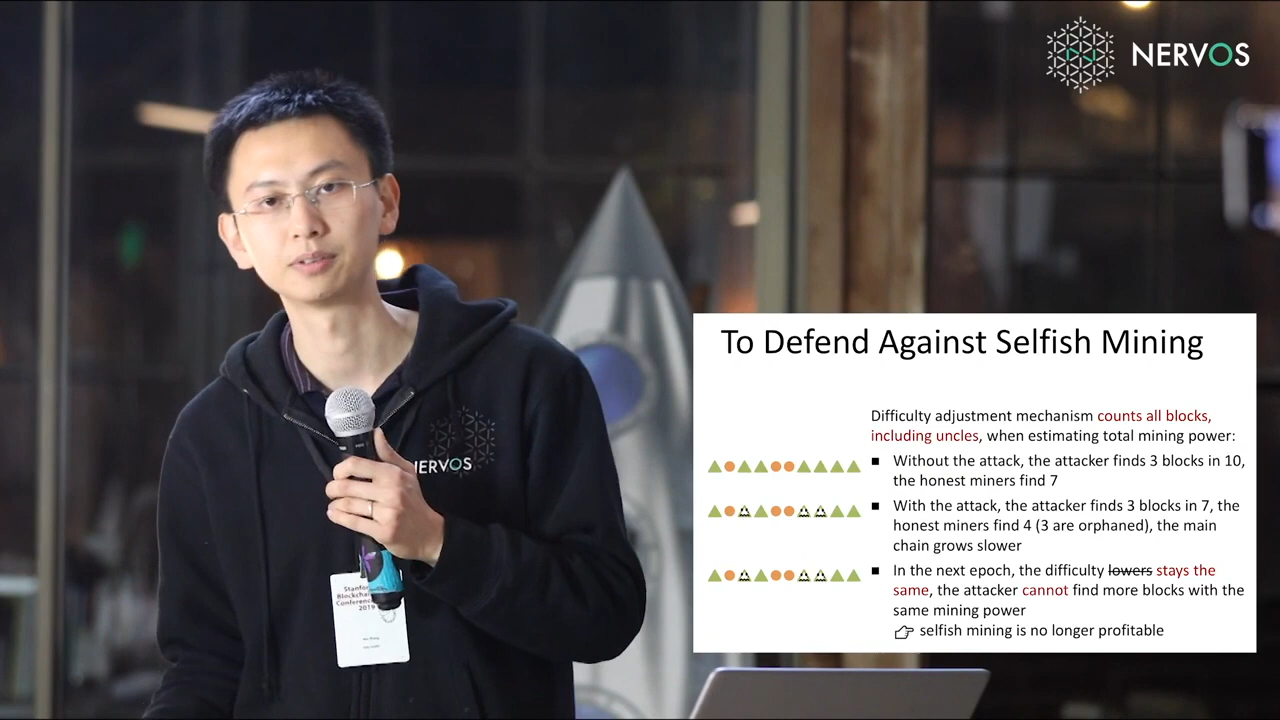 NERVOS
To Defend Against Selfish Mining
Difficulty adjustment mechanism counts all blocks,
including uncles, when estimating total mining power:
Without the attack, the attacker finds 3 blocks in 10,
the honest miners find 7
With the attack, the attacker finds 3 blocks in 7, the
honest miners find 4 (3 are orphaned), the main
chain grows slower
In the next epoch, the difficulty lowers stays the
same, the attacker cannot find more blocks with the
same mining power
selfish mining is no longer profitable
NERVOS
Stanford
Blockchain
Conference
2019